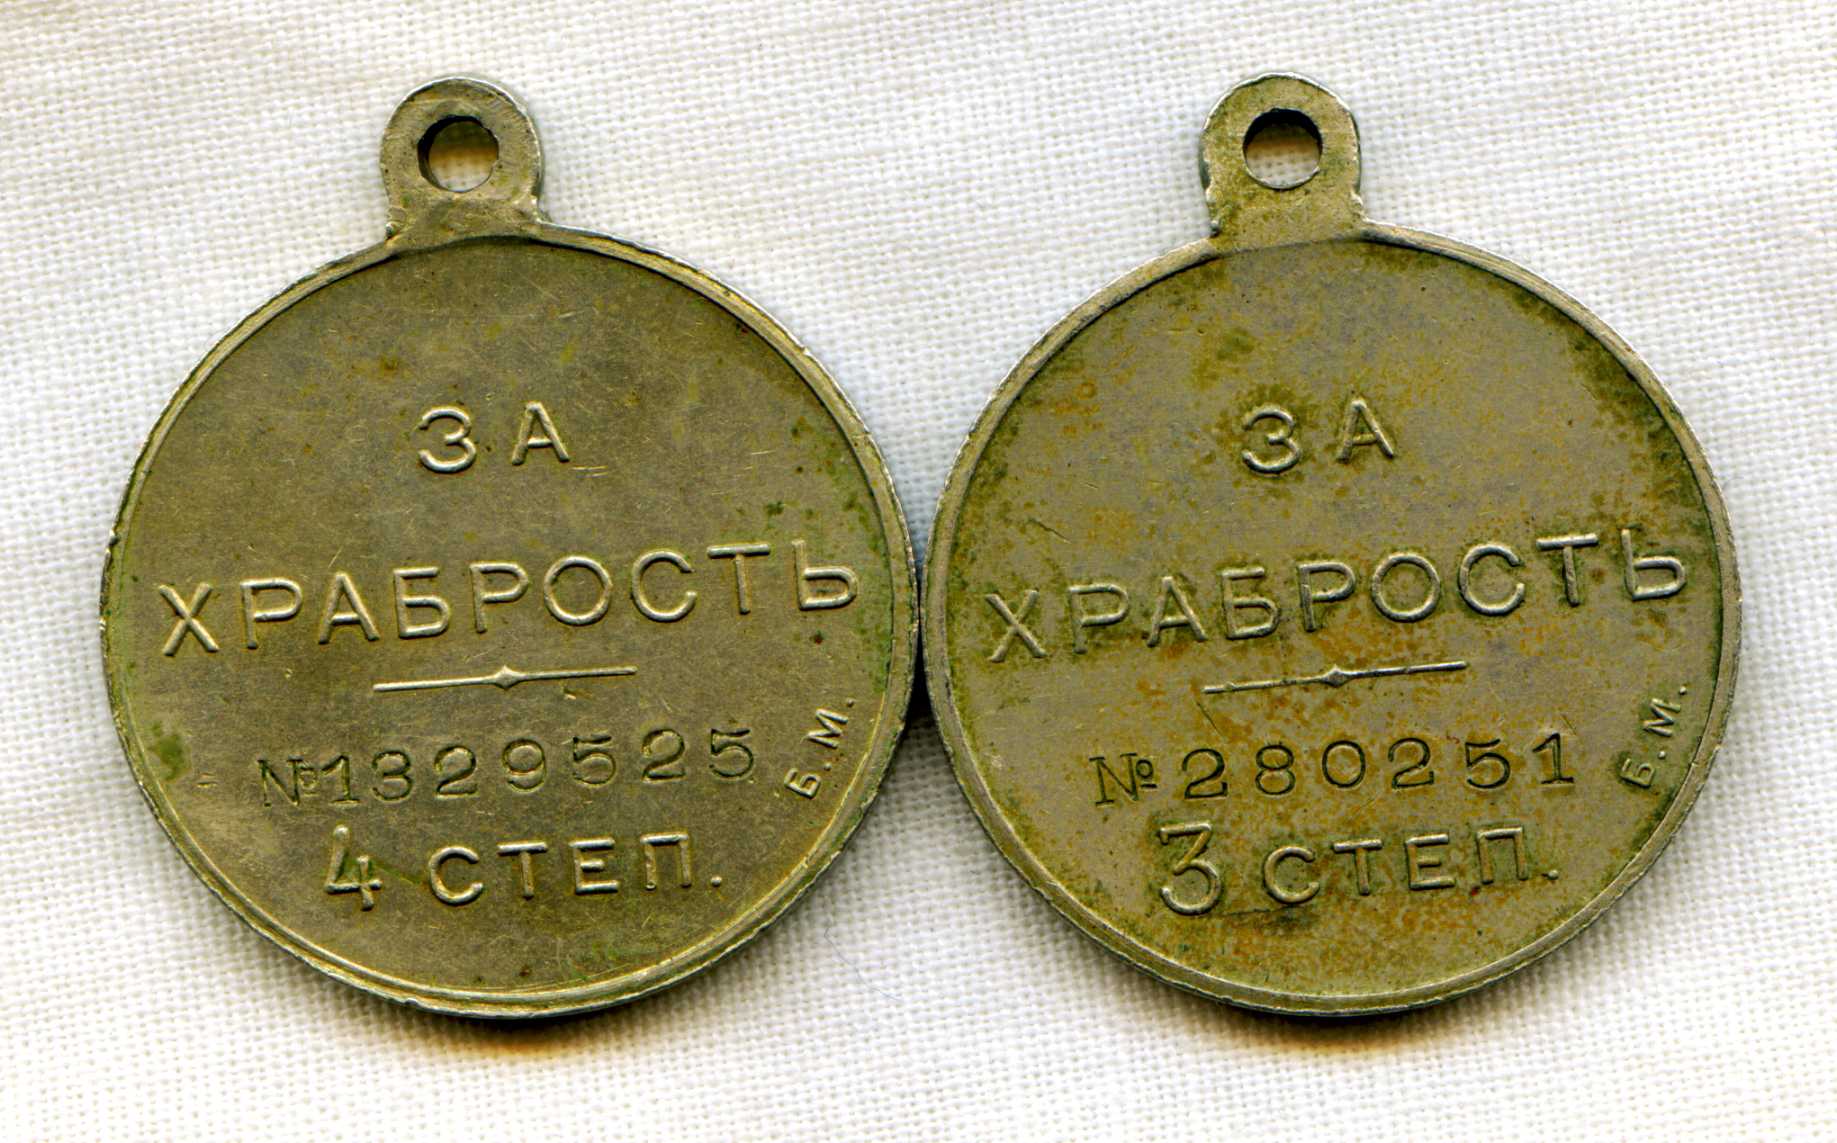 ЗА
ХРАБРОСТЬ
№1329525
Б.М.
4 СТЕП.
ЗА
ХРАБРОСТЬ
№280251
Б.М.
3 СТЕП.